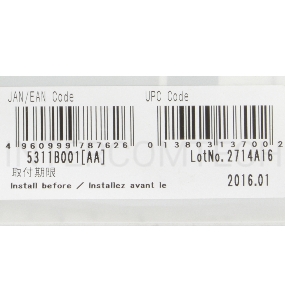 JAN/EAN Code UPC Code
4 960999 787626 0 13803 13700 2
5311B001[AA] LotNo. 2714A16
取付期限
Install before / Installez avant le 2016.01